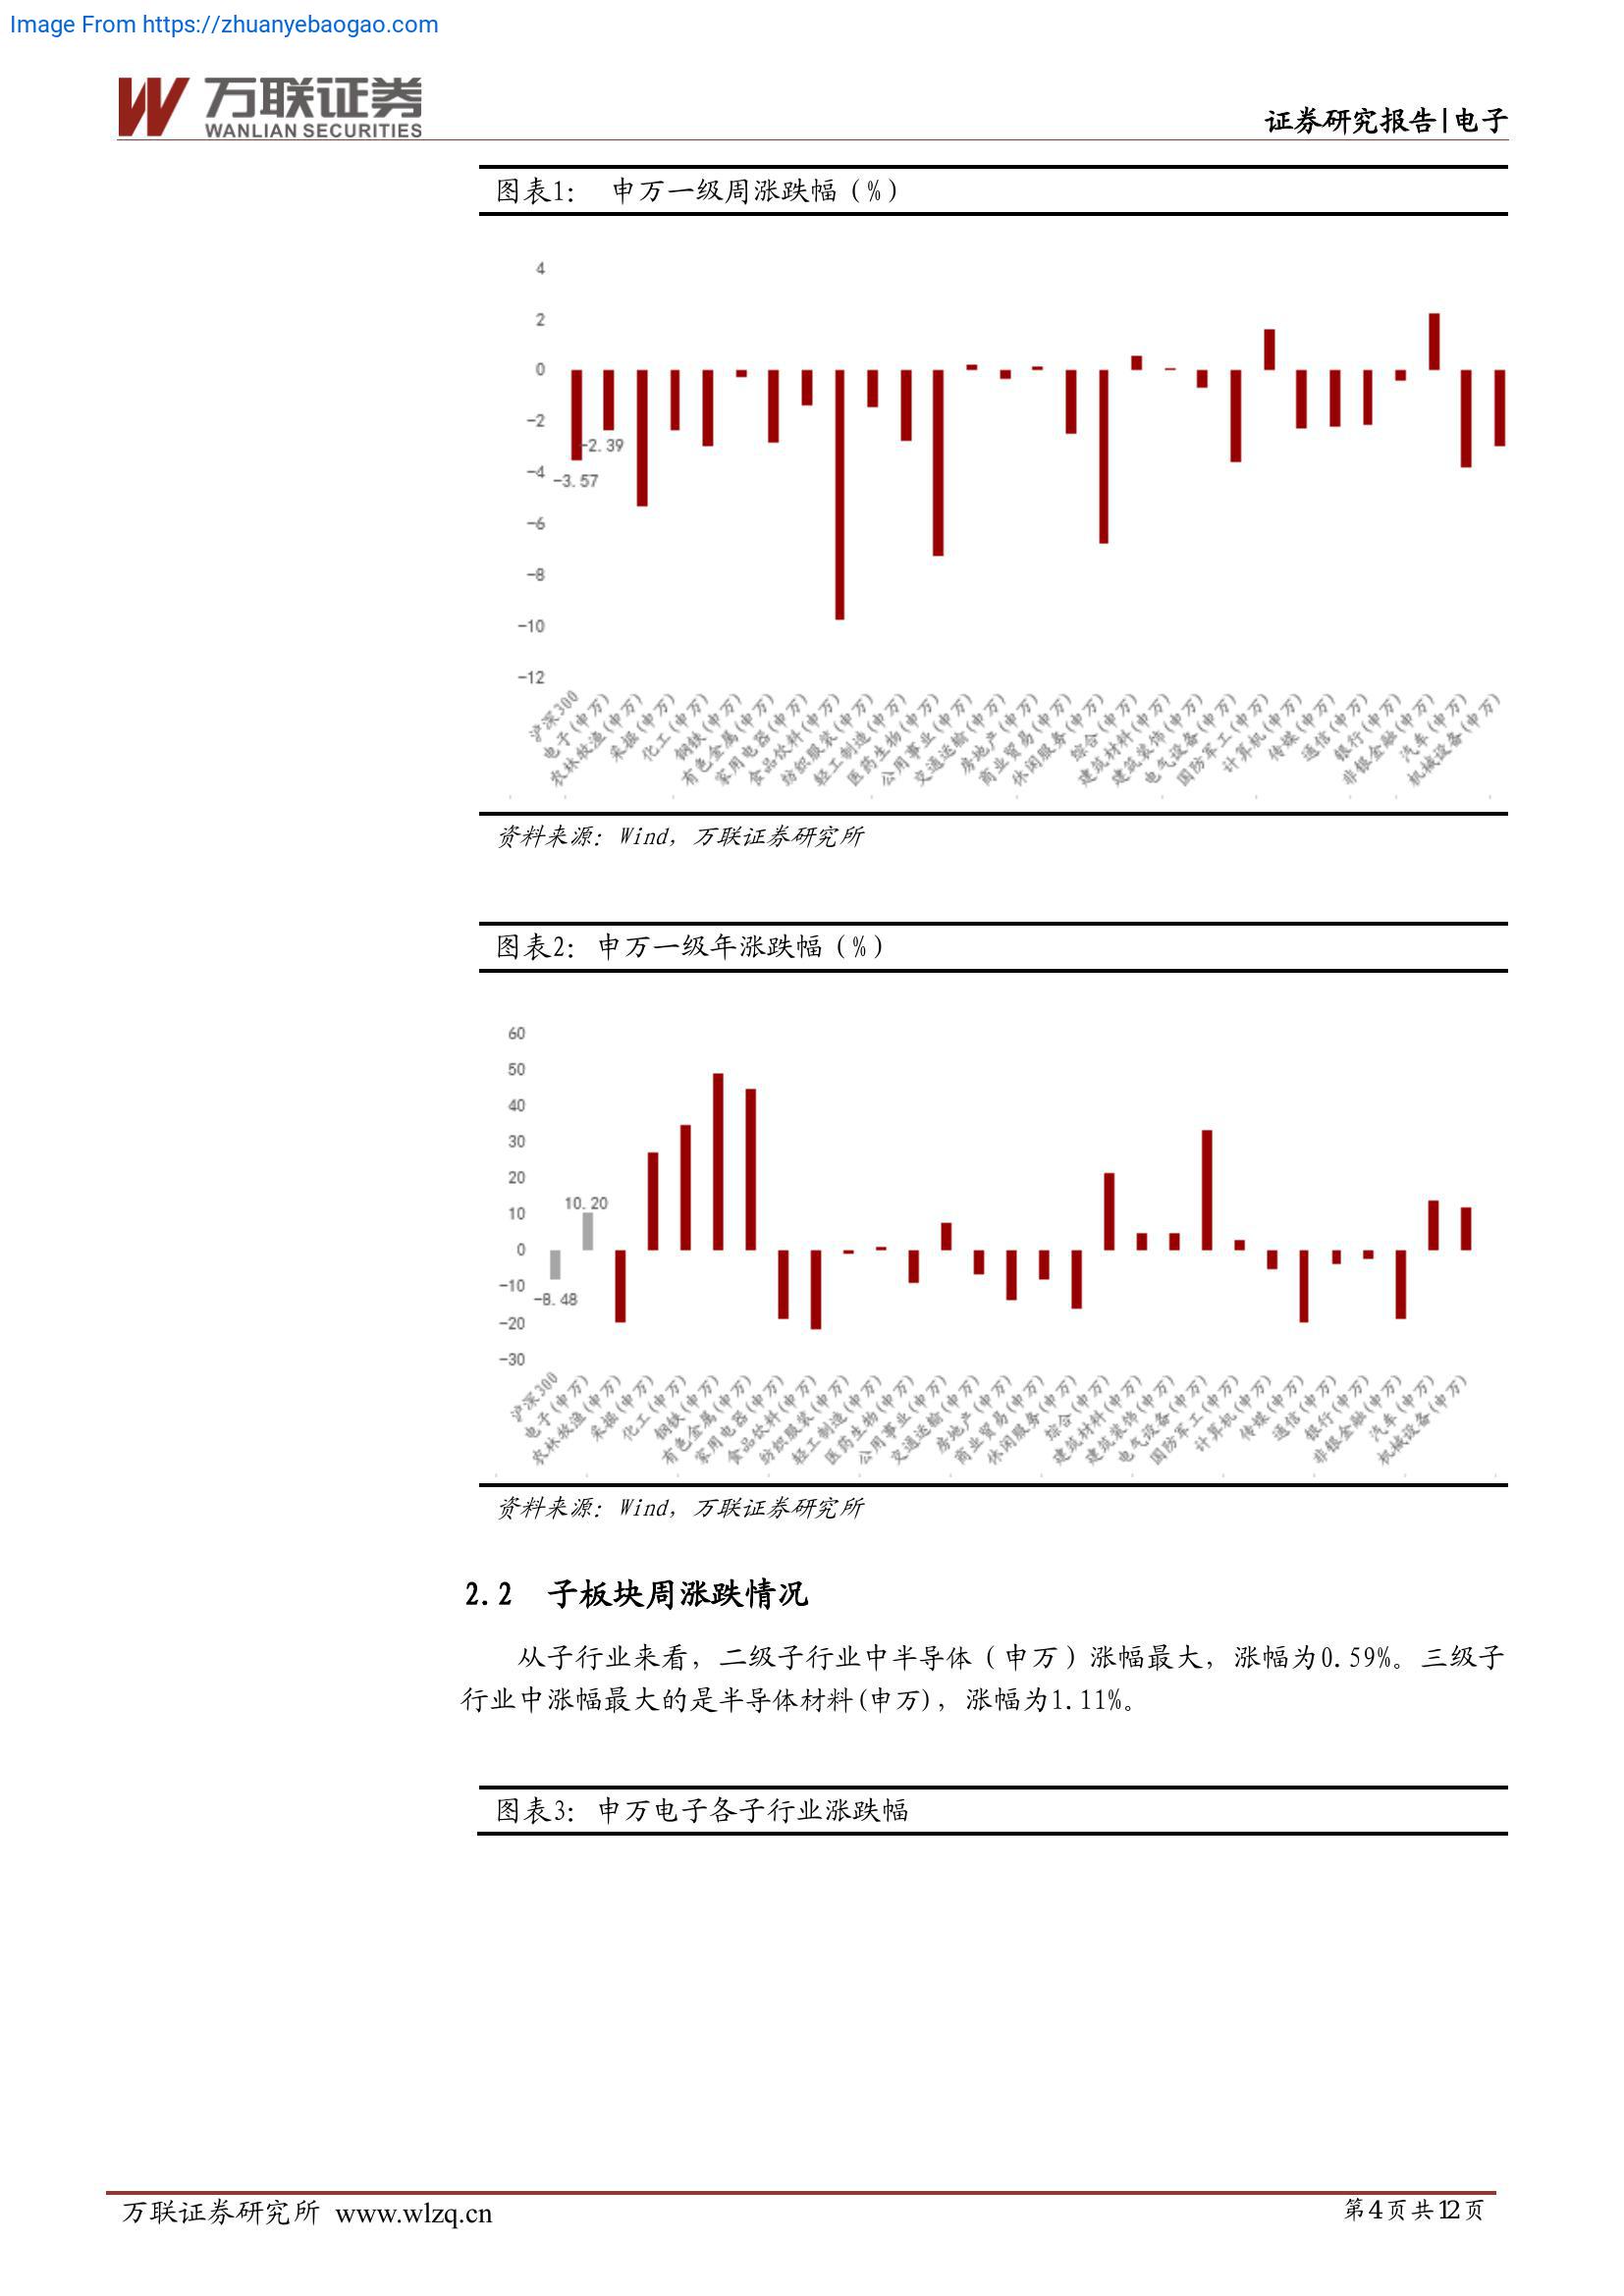 Image From https://zhuanyebaogao.com
万联证券
WANLIAN SECURITIES
证券研究报告|电子
图表1： 申万一级周涨跌幅（%）
4
2
0
-2
-4
-6
-8
-10
-12
-2.39
-3.57
沪深300
电子(申万)
农林牧渔(申万)
采掘(申万)
化工(申万)
钢铁(申万)
有色金属(申万)
家用电器(申万)
食品饮料(申万)
纺织服装(申万)
轻工制造(申万)
医药生物(申万)
公用事业(申万)
交通运输(申万)
房地产(申万)
商业贸易(申万)
休闲服务(申万)
综合(申万)
建筑材料(申万)
建筑装饰(申万)
电气设备(申万)
国防军工(申万)
计算机(申万)
传媒(申万)
通信(申万)
银行(申万)
非银金融(申万)
汽车(申万)
机械设备(申万)
资料来源：Wind，万联证券研究所
图表2：申万一级年涨跌幅（%）
60
50
40
30
20
10
0
-10
-20
-30
10.20
-8.48
沪深300
电子(申万)
农林牧渔(申万)
采掘(申万)
化工(申万)
钢铁(申万)
有色金属(申万)
家用电器(申万)
食品饮料(申万)
纺织服装(申万)
轻工制造(申万)
医药生物(申万)
公用事业(申万)
交通运输(申万)
房地产(申万)
商业贸易(申万)
休闲服务(申万)
综合(申万)
建筑材料(申万)
建筑装饰(申万)
电气设备(申万)
国防军工(申万)
计算机(申万)
传媒(申万)
通信(申万)
银行(申万)
非银金融(申万)
汽车(申万)
机械设备(申万)
资料来源：Wind，万联证券研究所
2.2 子板块周涨跌情况
从子行业来看，二级子行业中半导体（申万）涨幅最大，涨幅为0.59%。三级子
行业中涨幅最大的是半导体材料(申万)，涨幅为1.11%。
图表3：申万电子各子行业涨跌幅
万联证券研究所 www.wlzq.cn
第4页共12页